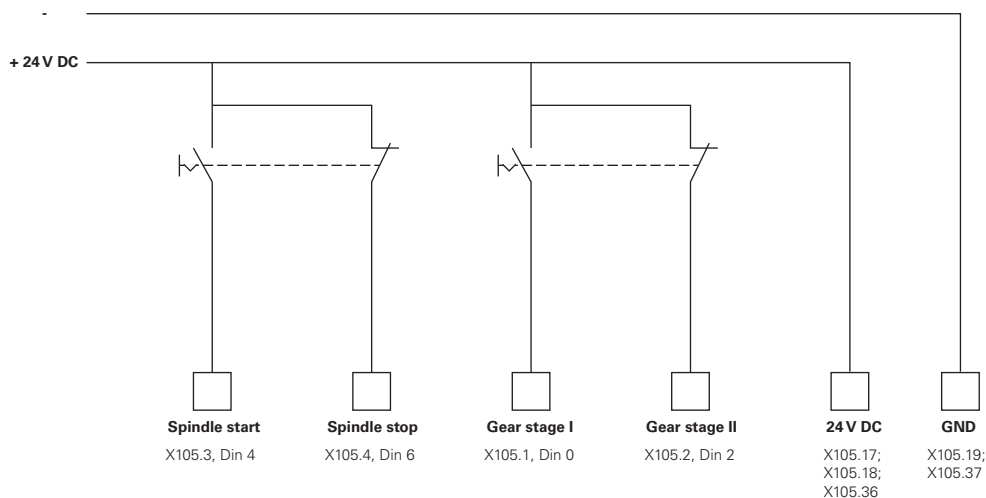 -
+ 24 V DC
Spindle start
X105.3, Din 4
Spindle stop
X105.4, Din 6
Gear stage I
X105.1, Din 0
Gear stage II
X105.2, Din 2
24 V DC
X105.17;
X105.18;
X105.36
GND
X105.19;
X105.37